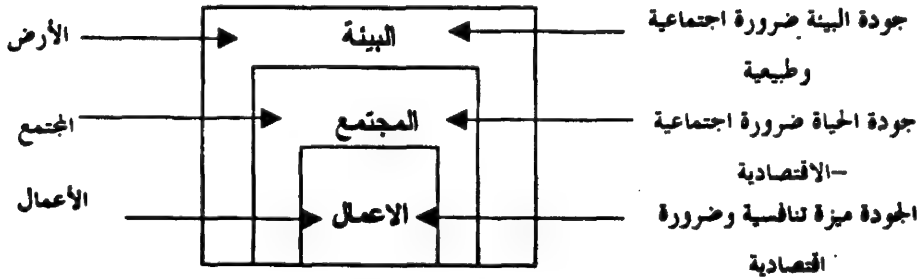 جودة البيئة ضرورة اجتماعية
البيئة
الأرض
وطبيعية
جودة الحياة ضرورة اجتماعية
المجتمع
المجتمع
–الاقتصادية
الجودة ميزة تنافسية وضرورة
الاعمال
الأعمال
اقتصادية